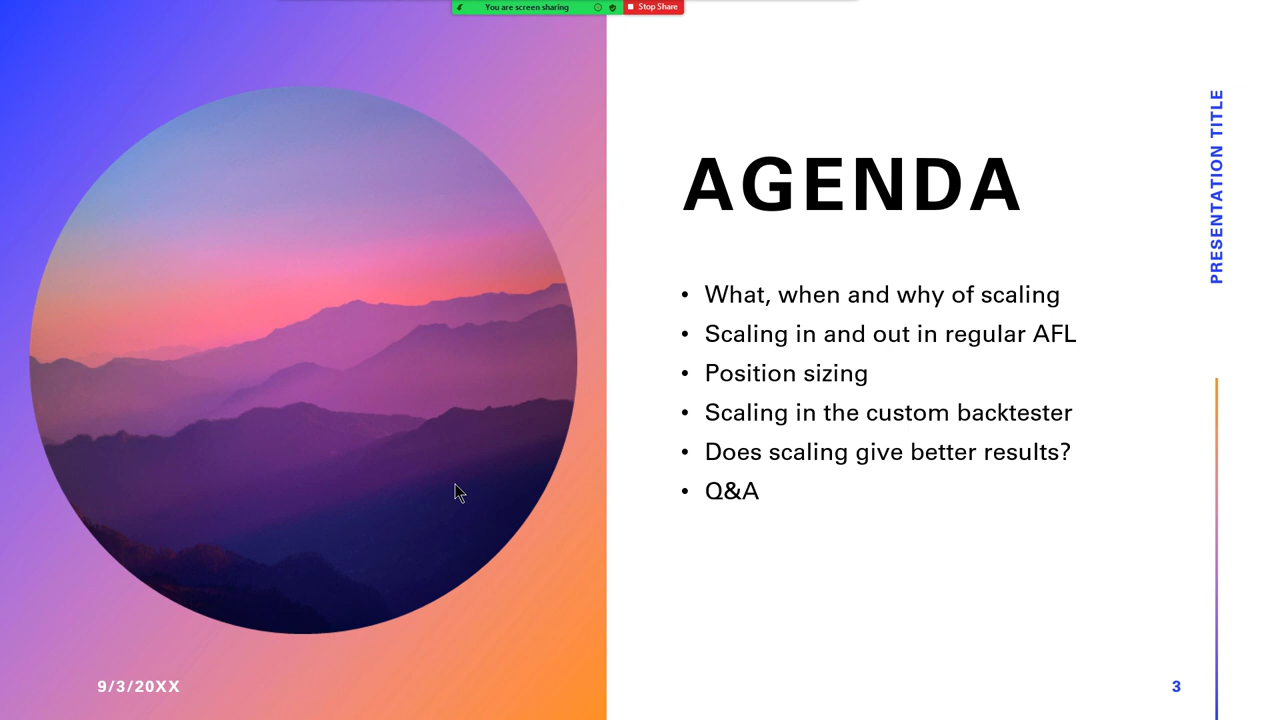 You are screen sharing
Stop Share
PRESENTATION TITLE
AGENDA
• What, when and why of scaling
• Scaling in and out in regular AFL
• Position sizing
• Scaling in the custom backtester
• Does scaling give better results?
• Q&A
9/3/20XX
3